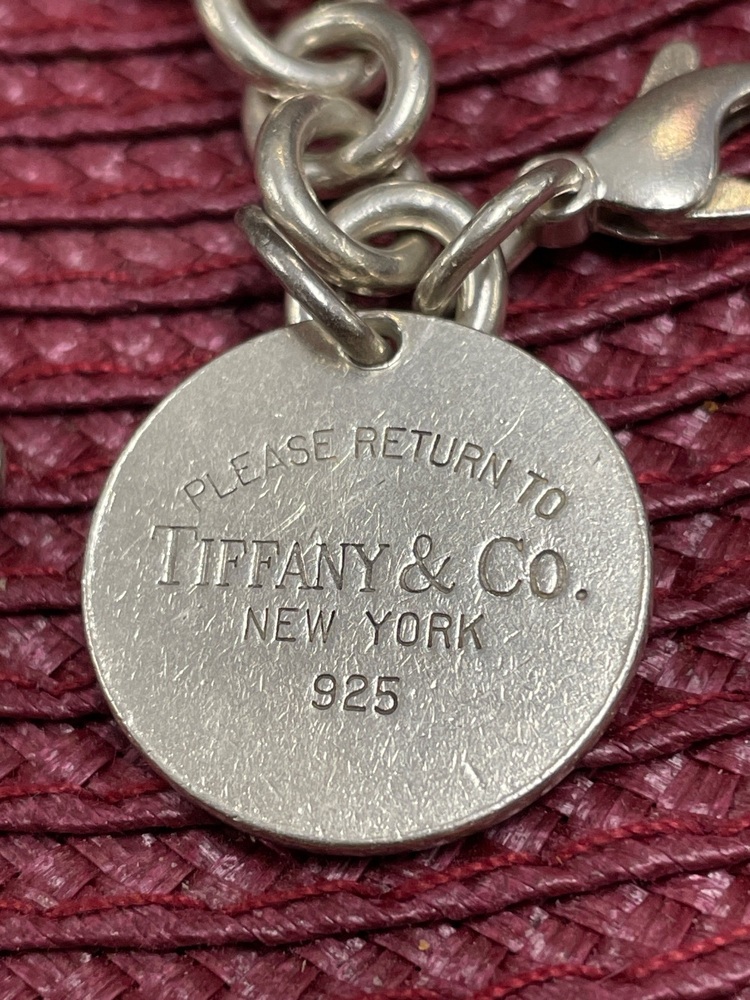 PLEASE RETURN TO
TIFFANY & CO.
NEW YORK
925